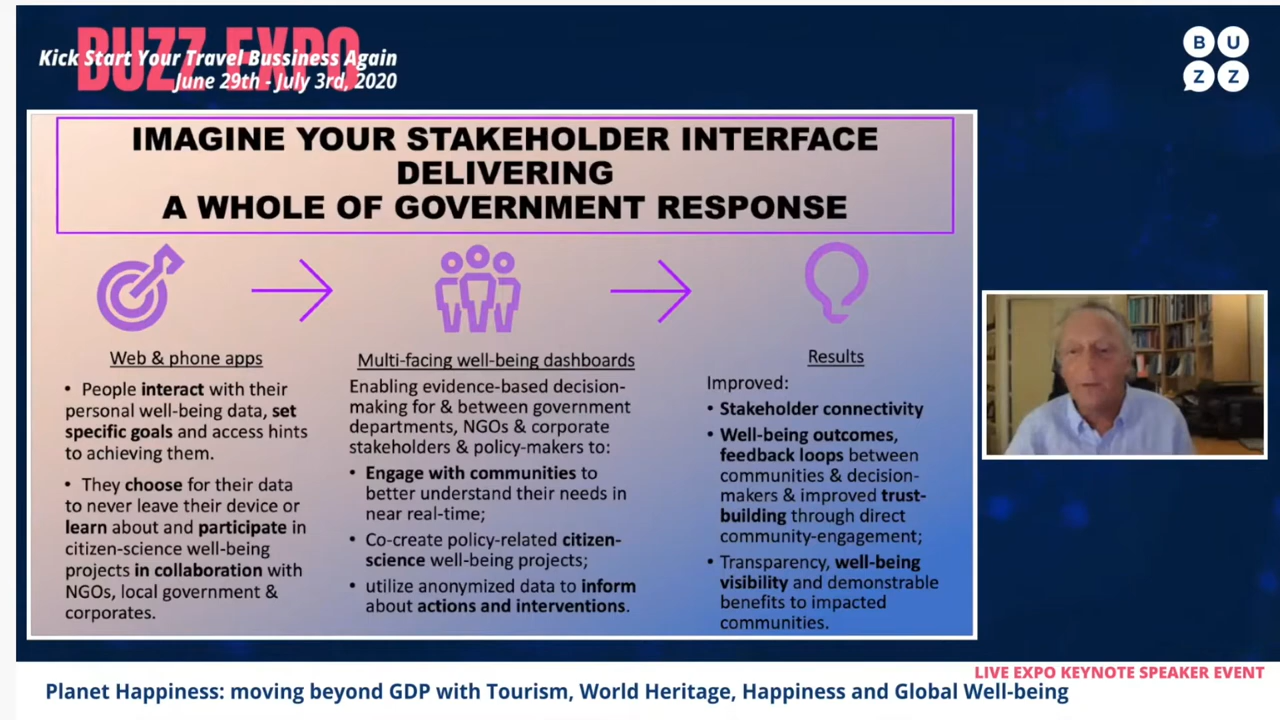 BUZZ EXPO
Kick Start Your Travel Bussiness Again
June 29th - July 3rd, 2020
B U
Z Z
IMAGINE YOUR STAKEHOLDER INTERFACE
DELIVERING
A WHOLE OF GOVERNMENT RESPONSE
Web & phone apps
• People interact with their
personal well-being data, set
specific goals and access hints
to achieving them.
• They choose for their data
to never leave their device or
learn about and participate in
citizen-science well-being
projects in collaboration with
NGOs, local government &
corporates.
Multi-facing well-being dashboards
Enabling evidence-based decision-
making for & between government
departments, NGOs & corporate
stakeholders & policy-makers to:
• Engage with communities to
better understand their needs in
near real-time;
• Co-create policy-related citizen-
science well-being projects;
• utilize anonymized data to inform
about actions and interventions.
Results
Improved:
• Stakeholder connectivity
• Well-being outcomes,
feedback loops between
communities & decision-
makers & improved trust-
building through direct
community-engagement;
• Transparency, well-being
visibility and demonstrable
benefits to impacted
communities.
LIVE EXPO KEYNOTE SPEAKER EVENT
Planet Happiness: moving beyond GDP with Tourism, World Heritage, Happiness and Global Well-being